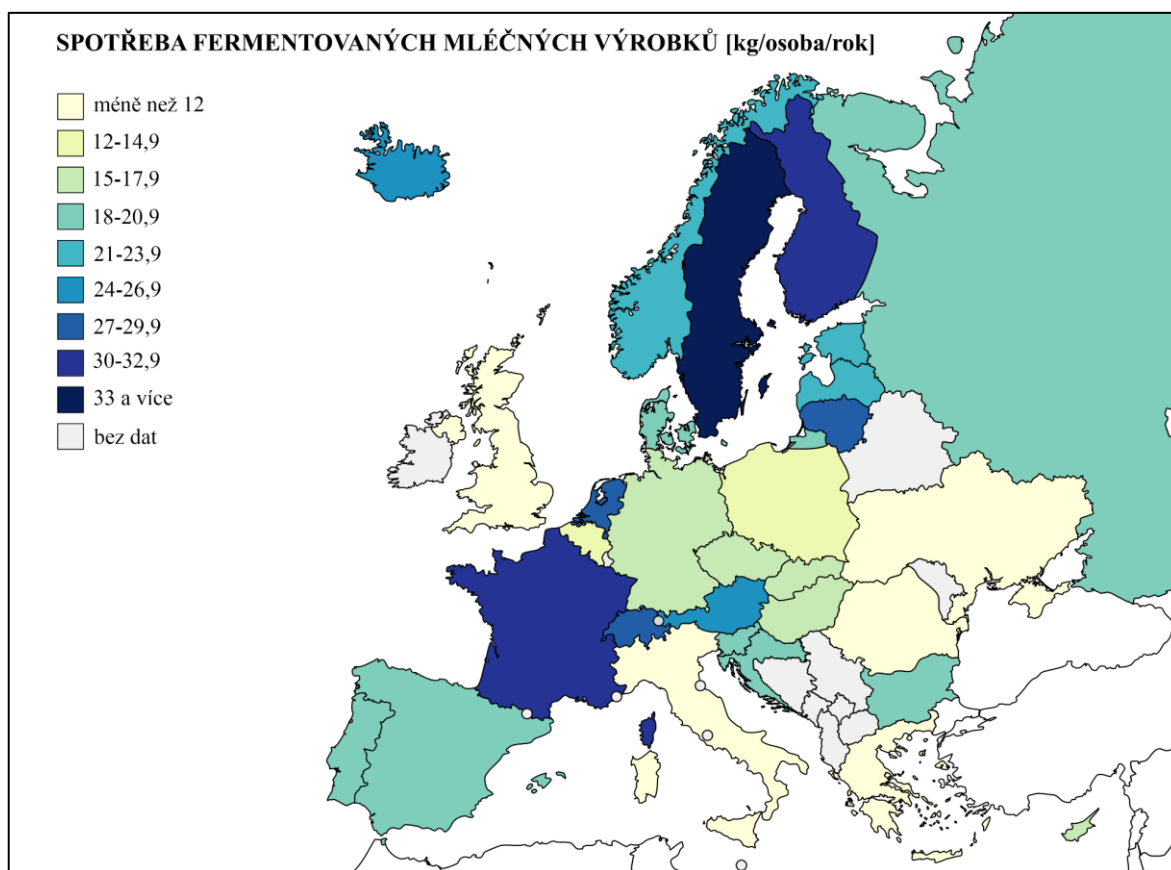 SPOTŘEBA FERMENTOVANÝCH MLÉČNÝCH VÝROBKŮ [kg/osoba/rok]
méně než 12
12-14,9
15-17,9
18-20,9
21-23,9
24-26,9
27-29,9
30-32,9
33 a více
bez dat